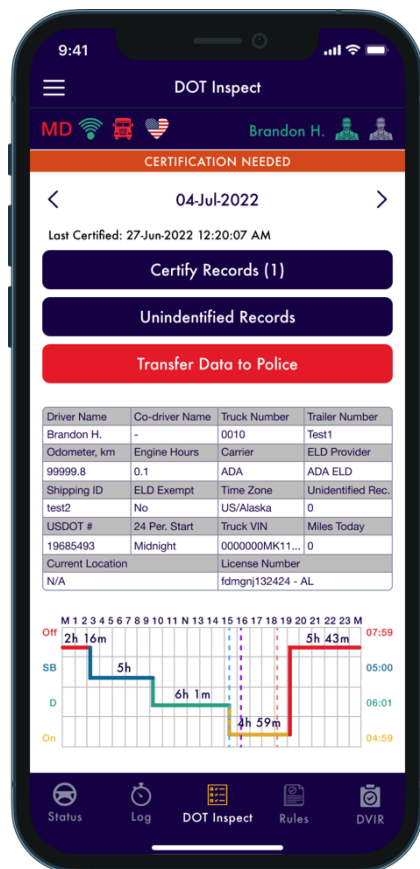 9:41
DOT Inspect
MD Brandon H.
CERTIFICATION NEEDED
04-Jul-2022
Last Certified: 27-Jun-2022 12:20:07 AM
Certify Records (1)
Unindentified Records
Transfer Data to Police
Driver Name Co-driver Name Truck Number Trailer Number
Brandon H. - 0010 Test1
Odometer, km Engine Hours Carrier ELD Provider
99999.8 0.1 ADA ADA ELD
Shipping ID ELD Exempt Time Zone Unidentified Rec.
test2 No US/Alaska 0
USDOT # 24 Per. Start Truck VIN Miles Today
19685493 Midnight 0000000MK11... 0
Current Location License Number
N/A fdmgnj132424 - AL
M 1 2 3 4 5 6 7 8 9 10 11 N 13 14 15 16 17 18 19 20 21 22 23 M
Off 2h 16m 5h 43m 07:59
SB 5h 05:00
D 6h 1m 06:01
On 4h 59m 04:59
Status Log DOT Inspect Rules DVIR